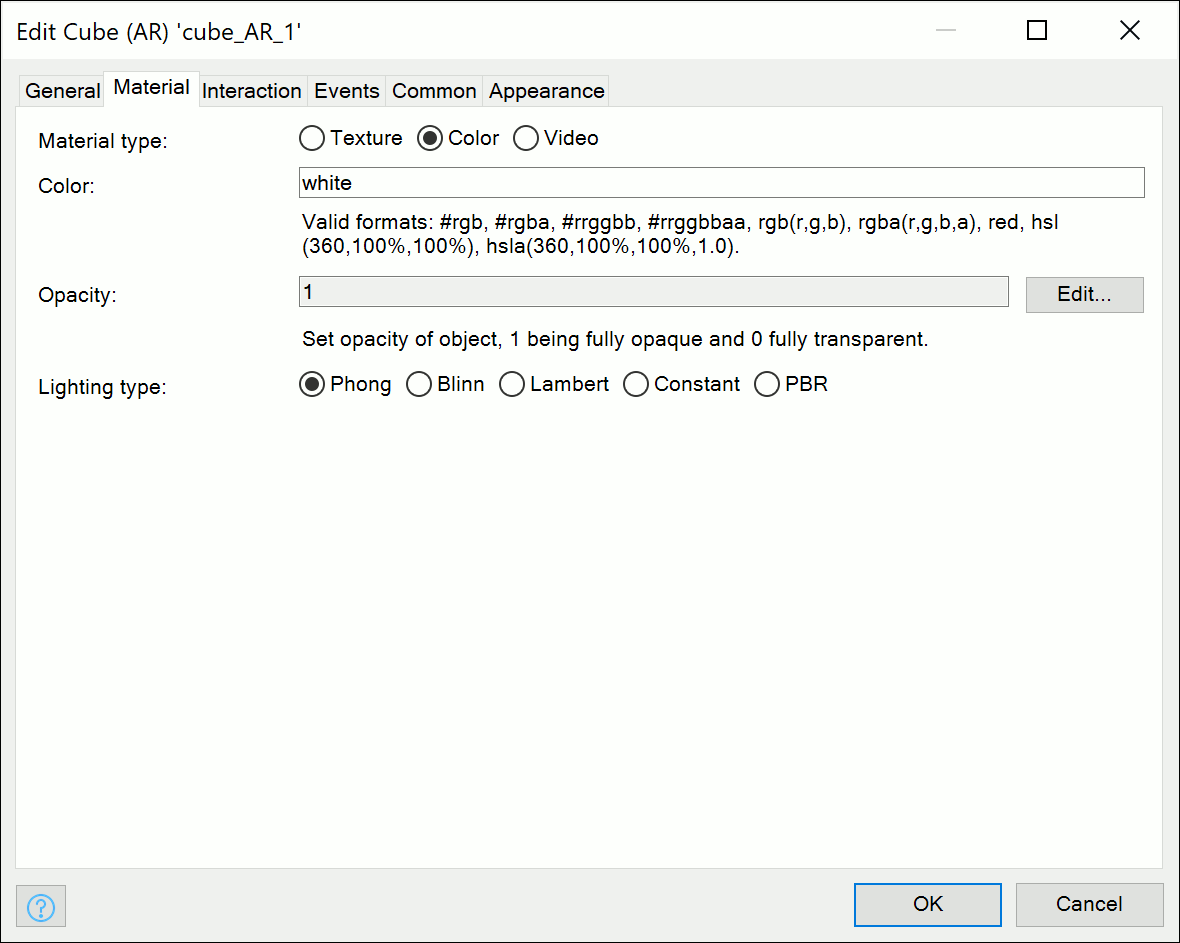 Edit Cube (AR) 'cube_AR_1'
General Material Interaction Events Common Appearance
Material type: Texture Color Video
Color: white
Valid formats: #rgb, #rgba, #rrggbb, #rrggbbaa, rgb(r,g,b), rgba(r,g,b,a), red, hsl
(360,100%,100%), hsla(360,100%,100%,1.0).
Opacity: 1 Edit...
Set opacity of object, 1 being fully opaque and 0 fully transparent.
Lighting type: Phong Blinn Lambert Constant PBR
? OK Cancel